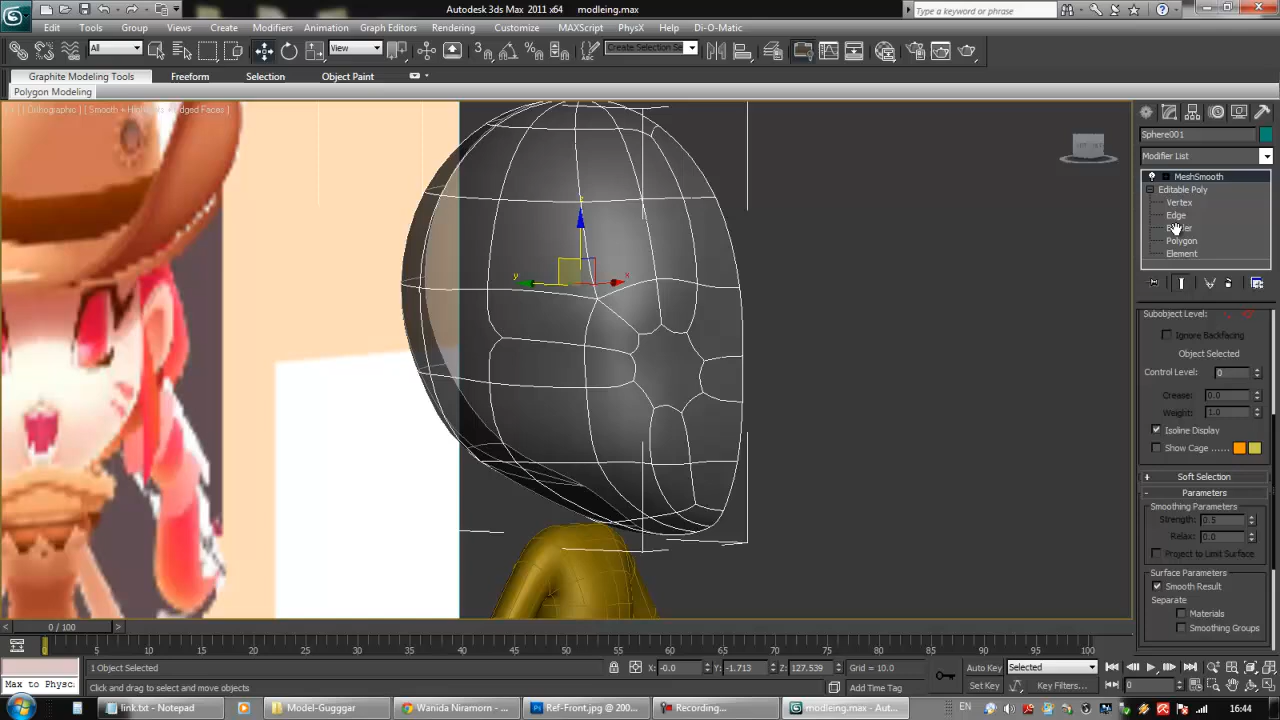 Autodesk 3ds Max 2011 x64    modleing.max
Type a keyword or phrase
Edit Tools Group Views Create Modifiers Animation Graph Editors Rendering Customize MAXScript PhysX Di-O-Matic Help
All View Create Selection Se
Graphite Modeling Tools Freeform Selection Object Paint
Polygon Modeling
[ Orthographic ] [ Smooth + Highlights + Edged Faces ]
z
y x
Sphere001
Modifier List
MeshSmooth
Editable Poly
Vertex
Edge
Polygon
Element
Subobject Level:
Ignore Backfacing
Object Selected
Control Level: 0
Crease: 0.0
Weight: 1.0
Isoline Display
Show Cage ......
+ Soft Selection
- Parameters
Smoothing Parameters
Strength: 0.5
Relax: 0.0
Project to Limit Surface
Surface Parameters
Smooth Result
Separate
Materials
Smoothing Groups
0 / 100
0 5 10 15 20 25 30 35 40 45 50 55 60 65 70 75 80 85 90 95 100
1 Object Selected X: -0.0 Y: -1.713 Z: 127.539 Grid = 10.0 Auto Key Selected
Max to Physc Click and drag to select and move objects Add Time Tag Set Key Key Filters... 0
link.txt - Notepad Model-Gugggar Wanida Niramorn - ... Ref-Front.jpg @ 200... Recording... modleing.max - Aut... EN 16:44